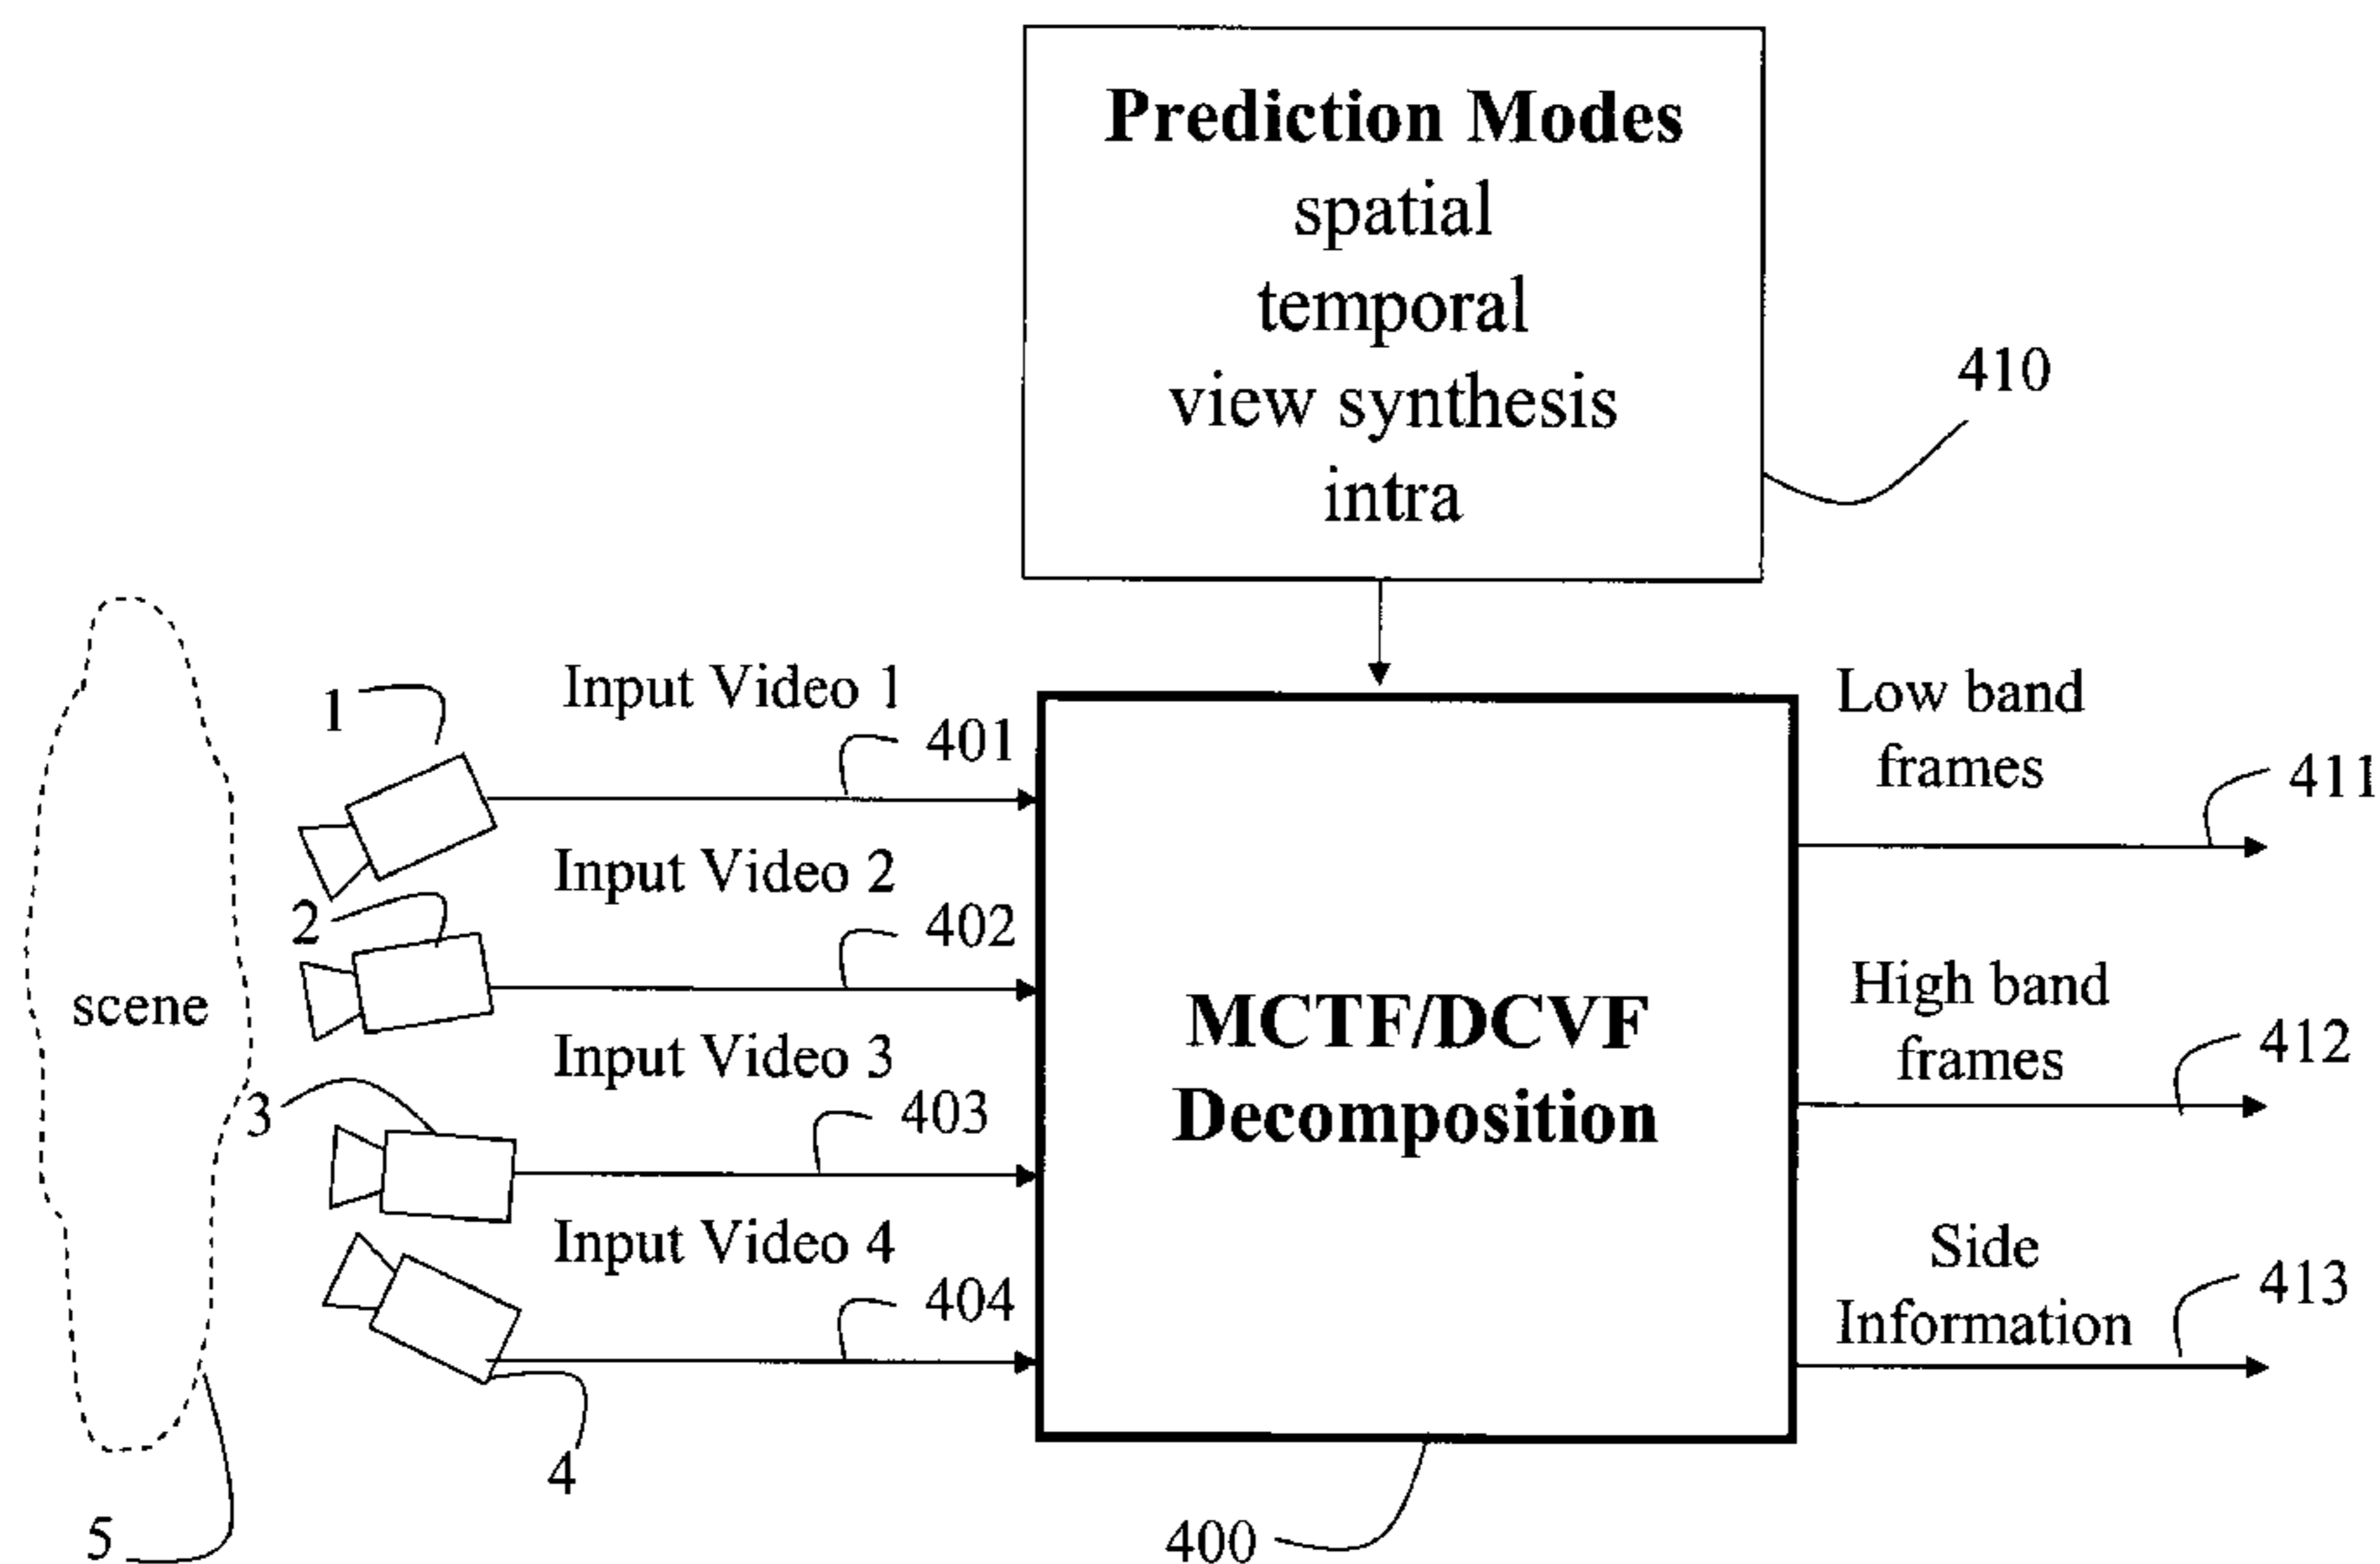 Prediction Modes
spatial
temporal
view synthesis
intra
410
Input Video 1
1
401
Input Video 2
2
402
Input Video 3
3
403
Input Video 4
404
4
scene
5
MCTF/DCVF
Decomposition
400
Low band
frames
411
High band
frames
412
Side
Information
413